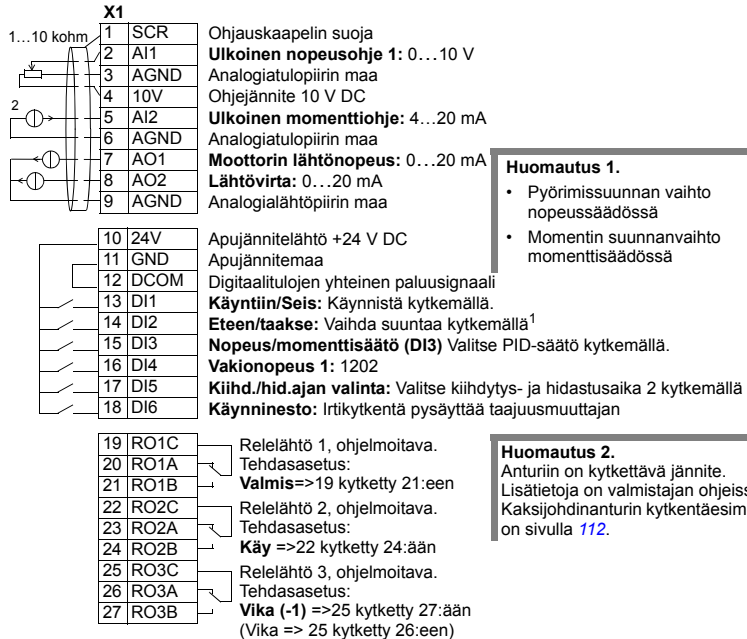 X1
1…10 kohm
1 SCR Ohjauskaapelin suoja
2 AI1 Ulkoinen nopeusohje 1: 0…10 V
3 AGND Analogiatulopiirin maa
4 10V Ohjejännite 10 V DC
2
5 AI2 Ulkoinen momenttiohje: 4…20 mA
6 AGND Analogiatulopiirin maa
7 AO1 Moottorin lähtönopeus: 0…20 mA
8 AO2 Lähtövirta: 0…20 mA
9 AGND Analogialähtöpiirin maa
Huomautus 1.
• Pyörimissuunnan vaihto
nopeussäädössä
• Momentin suunnanvaihto
momenttisäädössä
10 24V Apujännitelähtö +24 V DC
11 GND Apujännitemaa
12 DCOM Digitaalitulojen yhteinen paluusignaali
13 DI1 Käyntiin/Seis: Käynnistä kytkemällä.
14 DI2 Eteen/taakse: Vaihda suuntaa kytkemällä1
15 DI3 Nopeus/momenttisäätö (DI3) Valitse PID-säätö kytkemällä.
16 DI4 Vakionopeus 1: 1202
17 DI5 Kiihd./hid.ajan valinta: Valitse kiihdytys- ja hidastusaika 2 kytkemällä
18 DI6 Käynninesto: Irtikytkentä pysäyttää taajuusmuuttajan
19 RO1C Relelähtö 1, ohjelmoitava.
20 RO1A Tehdasasetus:
21 RO1B Valmis=>19 kytketty 21:een
22 RO2C Relelähtö 2, ohjelmoitava.
23 RO2A Tehdasasetus:
24 RO2B Käy =>22 kytketty 24:ään
25 RO3C Relelähtö 3, ohjelmoitava.
26 RO3A Tehdasasetus:
27 RO3B Vika (-1) =>25 kytketty 27:ään
(Vika => 25 kytketty 26:een)
Huomautus 2.
Anturiin on kytkettävä jännite.
Lisätietoja on valmistajan ohjeiss
Kaksijohdinanturin kytkentäesim
on sivulla 112.